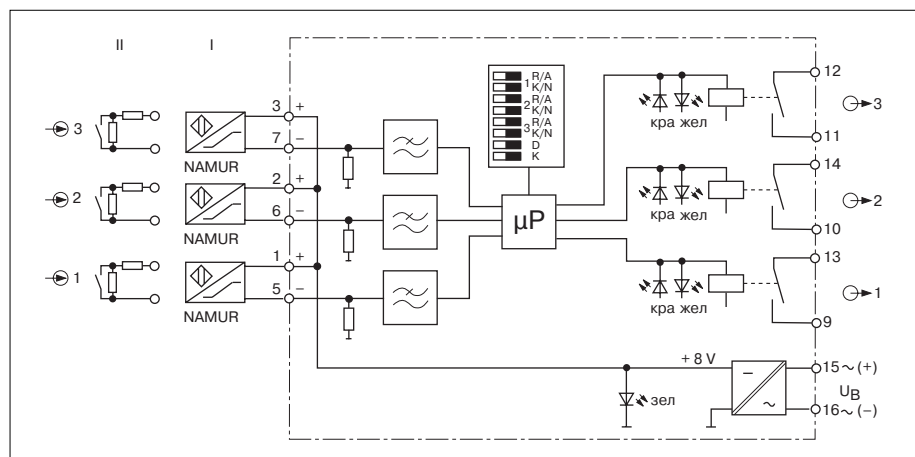 II I
R/A
1 K/N
R/A
2 K/N
R/A
3 K/N
D
K
12
3 +
3
кра жел
3
7 −
11
NAMUR
µP
14
2 +
2
кра жел
2
6 −
10
NAMUR
13
1 +
1
кра жел
1
5 −
9
NAMUR
+ 8 V
− ~
15 ~ (+)
зел
UB
16 ~ (−)